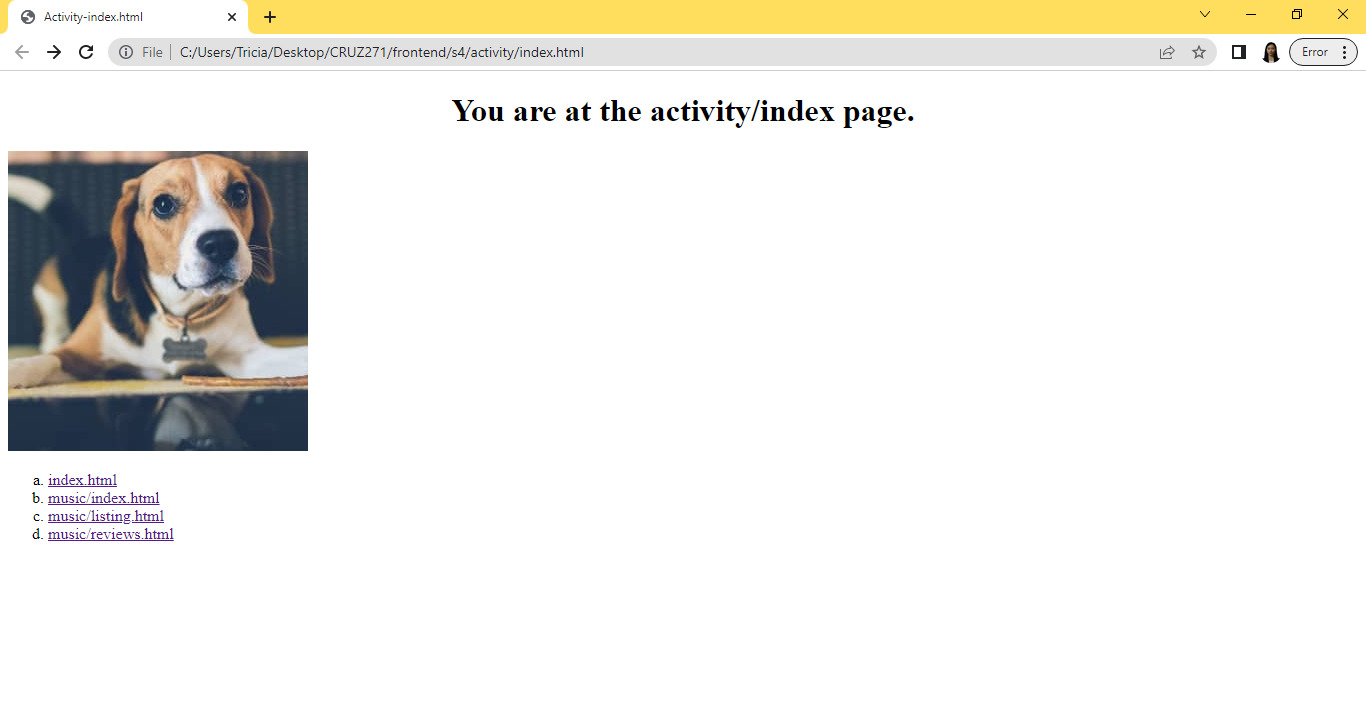 Activity-index.html
File C:/Users/Tricia/Desktop/CRUZ271/frontend/s4/activity/index.html Error
You are at the activity/index page.
a. index.html
b. music/index.html
c. music/listing.html
d. music/reviews.html